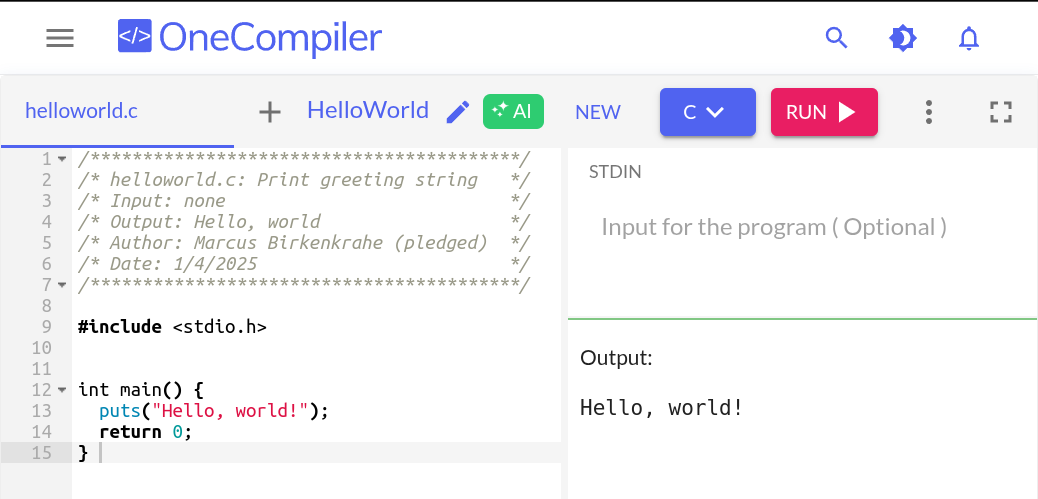 </> OneCompiler
helloworld.c + HelloWorld AI NEW C RUN
1 /*****************************************/
2 /* helloworld.c: Print greeting string   */
3 /* Input: none                           */
4 /* Output: Hello, world                  */
5 /* Author: Marcus Birkenkrahe (pledged)  */
6 /* Date: 1/4/2025                        */
7 /*****************************************/
8
9 #include <stdio.h>
10
11
12 int main() {
13   puts("Hello, world!");
14   return 0;
15 }
STDIN
Input for the program ( Optional )
Output:
Hello, world!